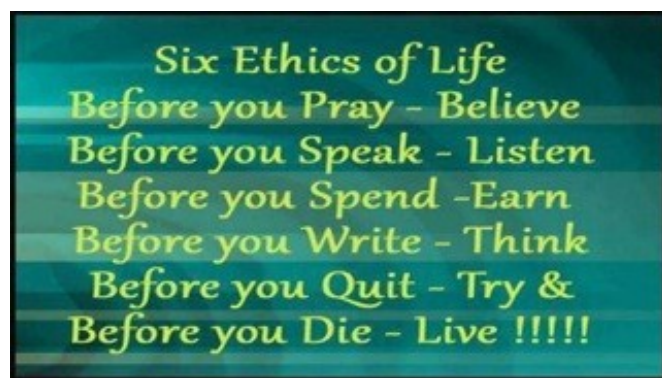 Six Ethics of Life
Before you Pray - Believe
Before you Speak - Listen
Before you Spend -Earn
Before you Write - Think
Before you Quit - Try &
Before you Die - Live !!!!!